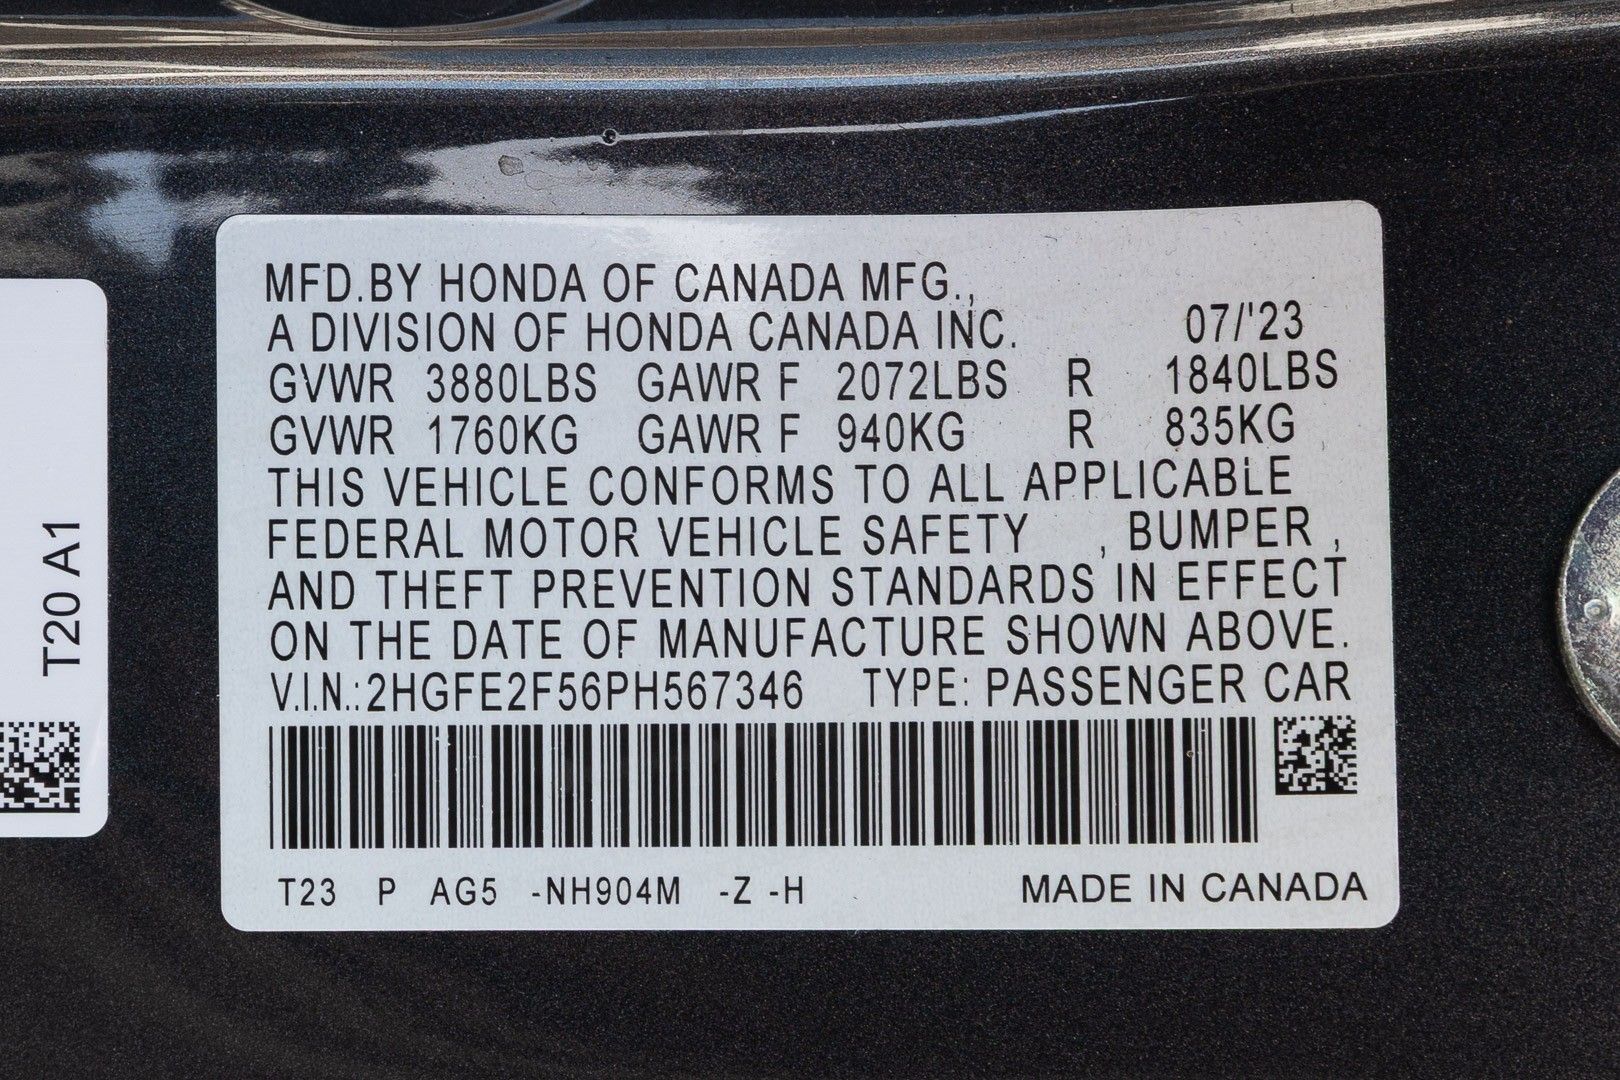 MFD.BY HONDA OF CANADA MFG.,
A DIVISION OF HONDA CANADA INC. 07/'23
GVWR 3880LBS GAWR F 2072LBS R 1840LBS
GVWR 1760KG GAWR F 940KG R 835KG
THIS VEHICLE CONFORMS TO ALL APPLICABLE
FEDERAL MOTOR VEHICLE SAFETY , BUMPER ,
AND THEFT PREVENTION STANDARDS IN EFFECT
ON THE DATE OF MANUFACTURE SHOWN ABOVE.
V.I.N.:2HGFE2F56PH567346 TYPE: PASSENGER CAR
T23 P AG5 -NH904M -Z -H MADE IN CANADA
T20 A1